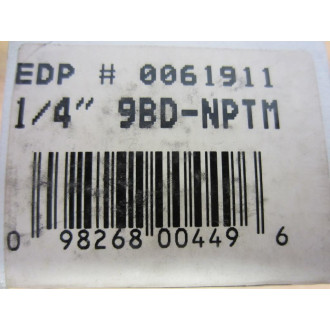 EDP # 0061911
1/4" 9BD-NPTM
0 98268 00449 6